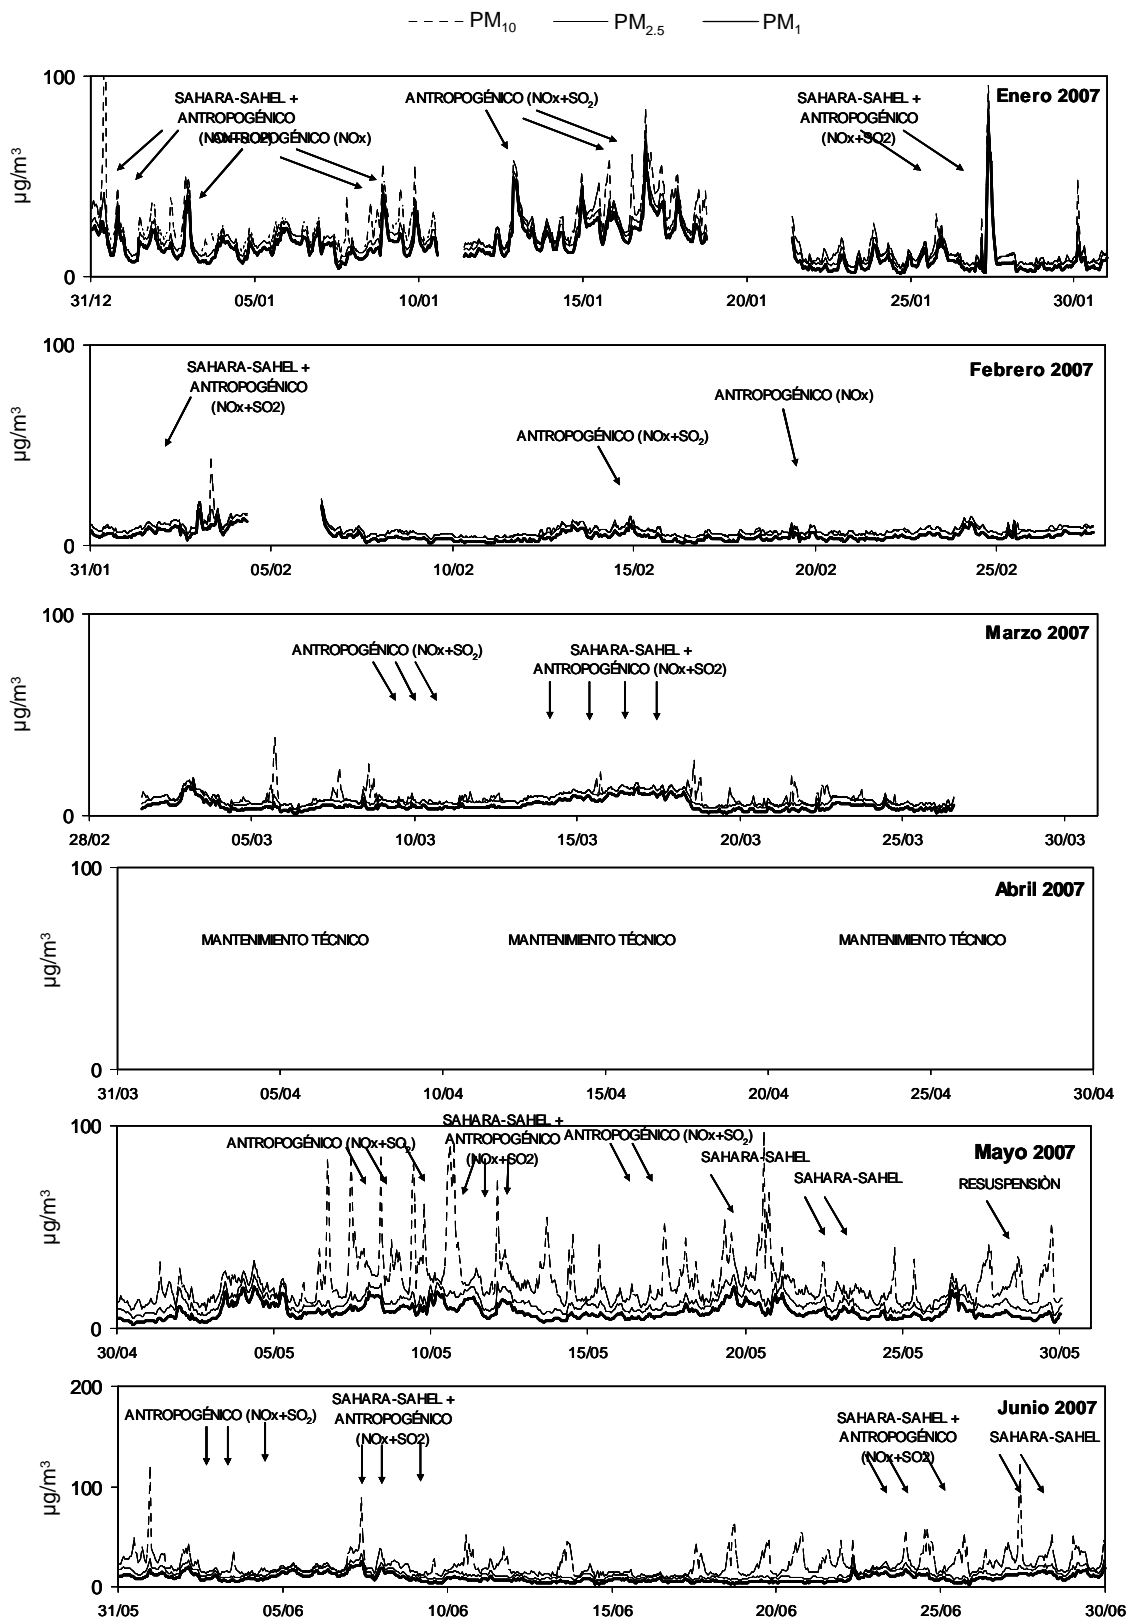 PM10 PM2.5 PM1
100
SAHARA-SAHEL +
ANTROPOGÉNICO
(NOx+SO2)
ANTROPOGÉNICO (NOx)
ANTROPOGÉNICO (NOx+SO2)
SAHARA-SAHEL +
ANTROPOGÉNICO
(NOx+SO2)
Enero 2007
µg/m³
0
31/12 05/01 10/01 15/01 20/01 25/01 30/01
100
SAHARA-SAHEL +
ANTROPOGÉNICO
(NOx+SO2)
ANTROPOGÉNICO (NOx+SO2)
ANTROPOGÉNICO (NOx)
Febrero 2007
µg/m³
0
31/01 05/02 10/02 15/02 20/02 25/02
100
ANTROPOGÉNICO (NOx+SO2)
SAHARA-SAHEL +
ANTROPOGÉNICO (NOx+SO2)
Marzo 2007
µg/m³
0
28/02 05/03 10/03 15/03 20/03 25/03 30/03
100
Abril 2007
MANTENIMIENTO TÉCNICO MANTENIMIENTO TÉCNICO MANTENIMIENTO TÉCNICO
µg/m³
0
31/03 05/04 10/04 15/04 20/04 25/04 30/04
100
ANTROPOGÉNICO (NOx+SO2)
SAHARA-SAHEL +
ANTROPOGÉNICO
(NOx+SO2)
ANTROPOGÉNICO (NOx+SO2)
SAHARA-SAHEL
SAHARA-SAHEL
Mayo 2007
RESUSPENSIÒN
µg/m³
0
30/04 05/05 10/05 15/05 20/05 25/05 30/05
200
ANTROPOGÉNICO (NOx+SO2)
SAHARA-SAHEL +
ANTROPOGÉNICO
(NOx+SO2)
SAHARA-SAHEL +
ANTROPOGÉNICO
(NOx+SO2)
Junio 2007
SAHARA-SAHEL
100
µg/m³
0
31/05 05/06 10/06 15/06 20/06 25/06 30/06